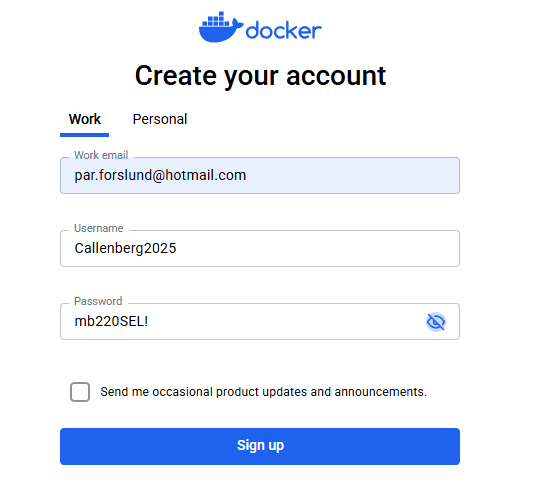 docker
Create your account
Work Personal
Work email
par.forslund@hotmail.com
Username
Callenberg2025
Password
mb220SEL!
Send me occasional product updates and announcements.
Sign up